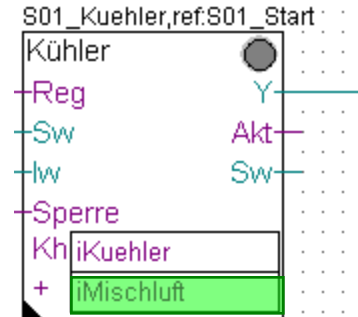 S01_Kuehler,ref:S01_Start
Kühler
Reg Y
Sw Akt
Iw Sw
Sperre
Kh iKuehler
+ iMischluft